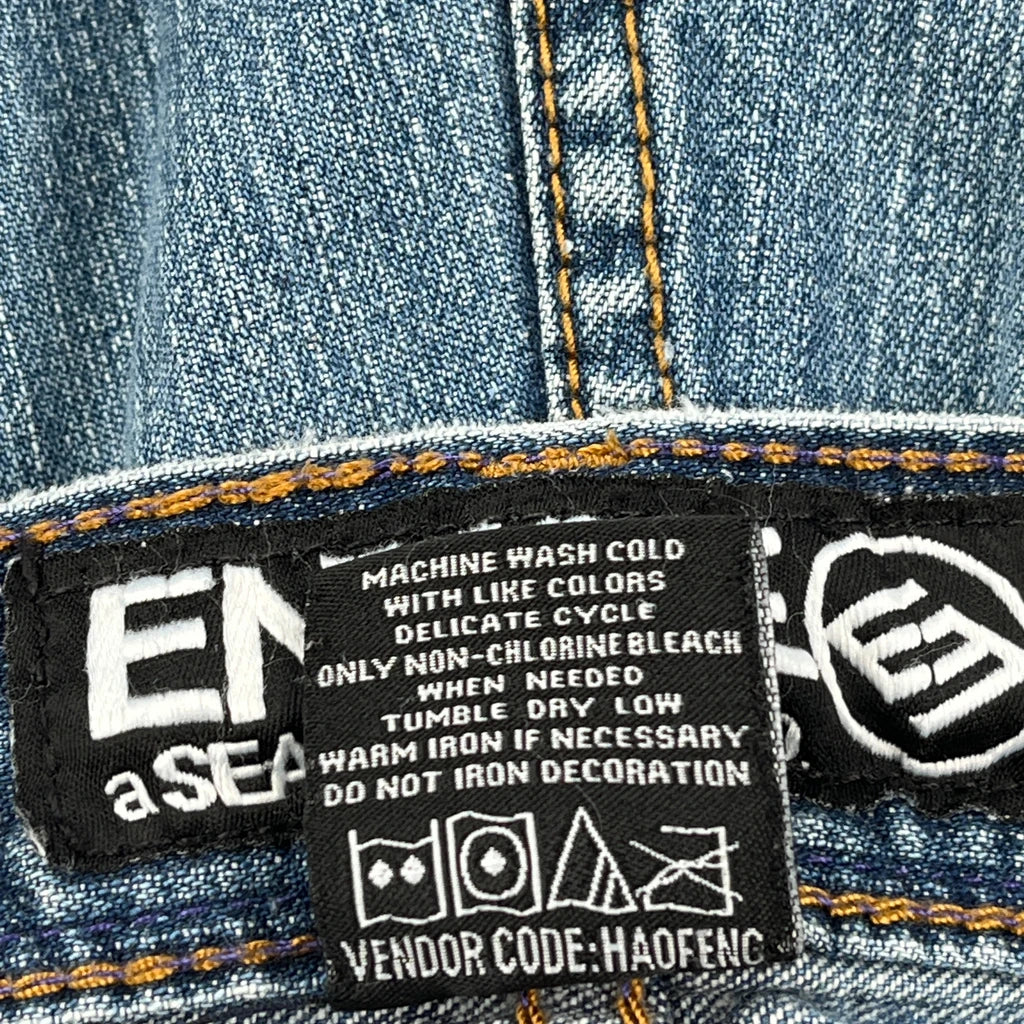 EN
E
aSEA
MACHINE WASH COLD
WITH LIKE COLORS
DELICATE CYCLE
ONLY NON-CHLORINE BLEACH
WHEN NEEDED
TUMBLE DRY LOW
WARM IRON IF NECESSARY
DO NOT IRON DECORATION
VENDOR CODE:HAOFENG